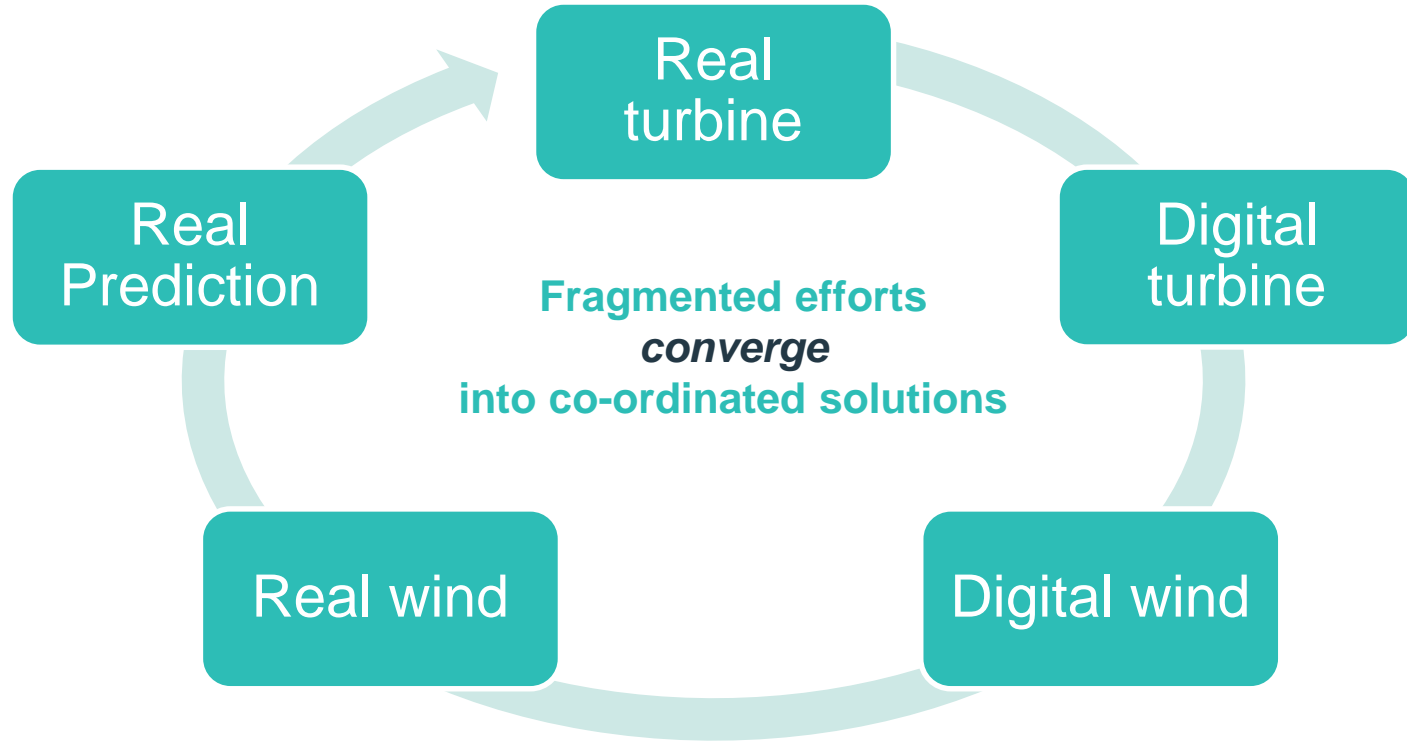 Real
turbine
Digital
turbine
Digital wind
Real wind
Real
Prediction
Fragmented efforts
converge
into co-ordinated solutions